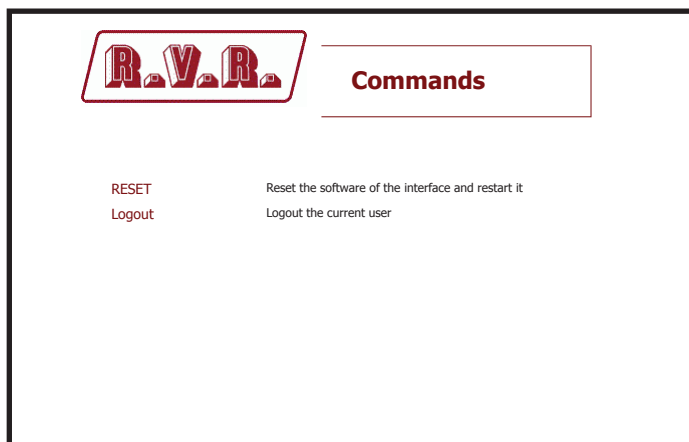 R.V.R.
Commands
RESET Reset the software of the interface and restart it
Logout Logout the current user